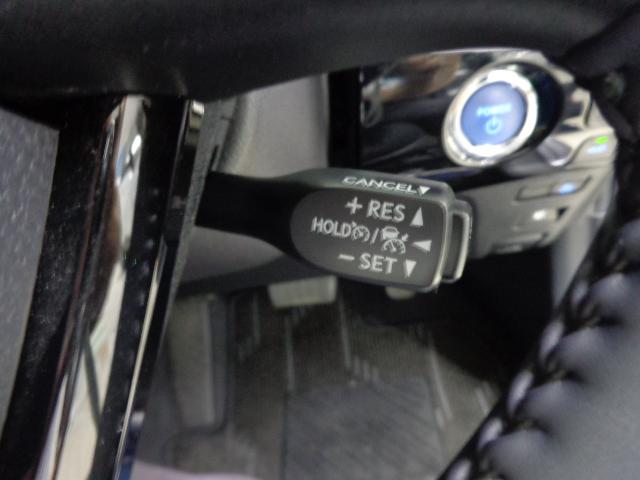 POWER
CANCEL▼
+ RES ▲
HOLD / ◀
− SET ▼